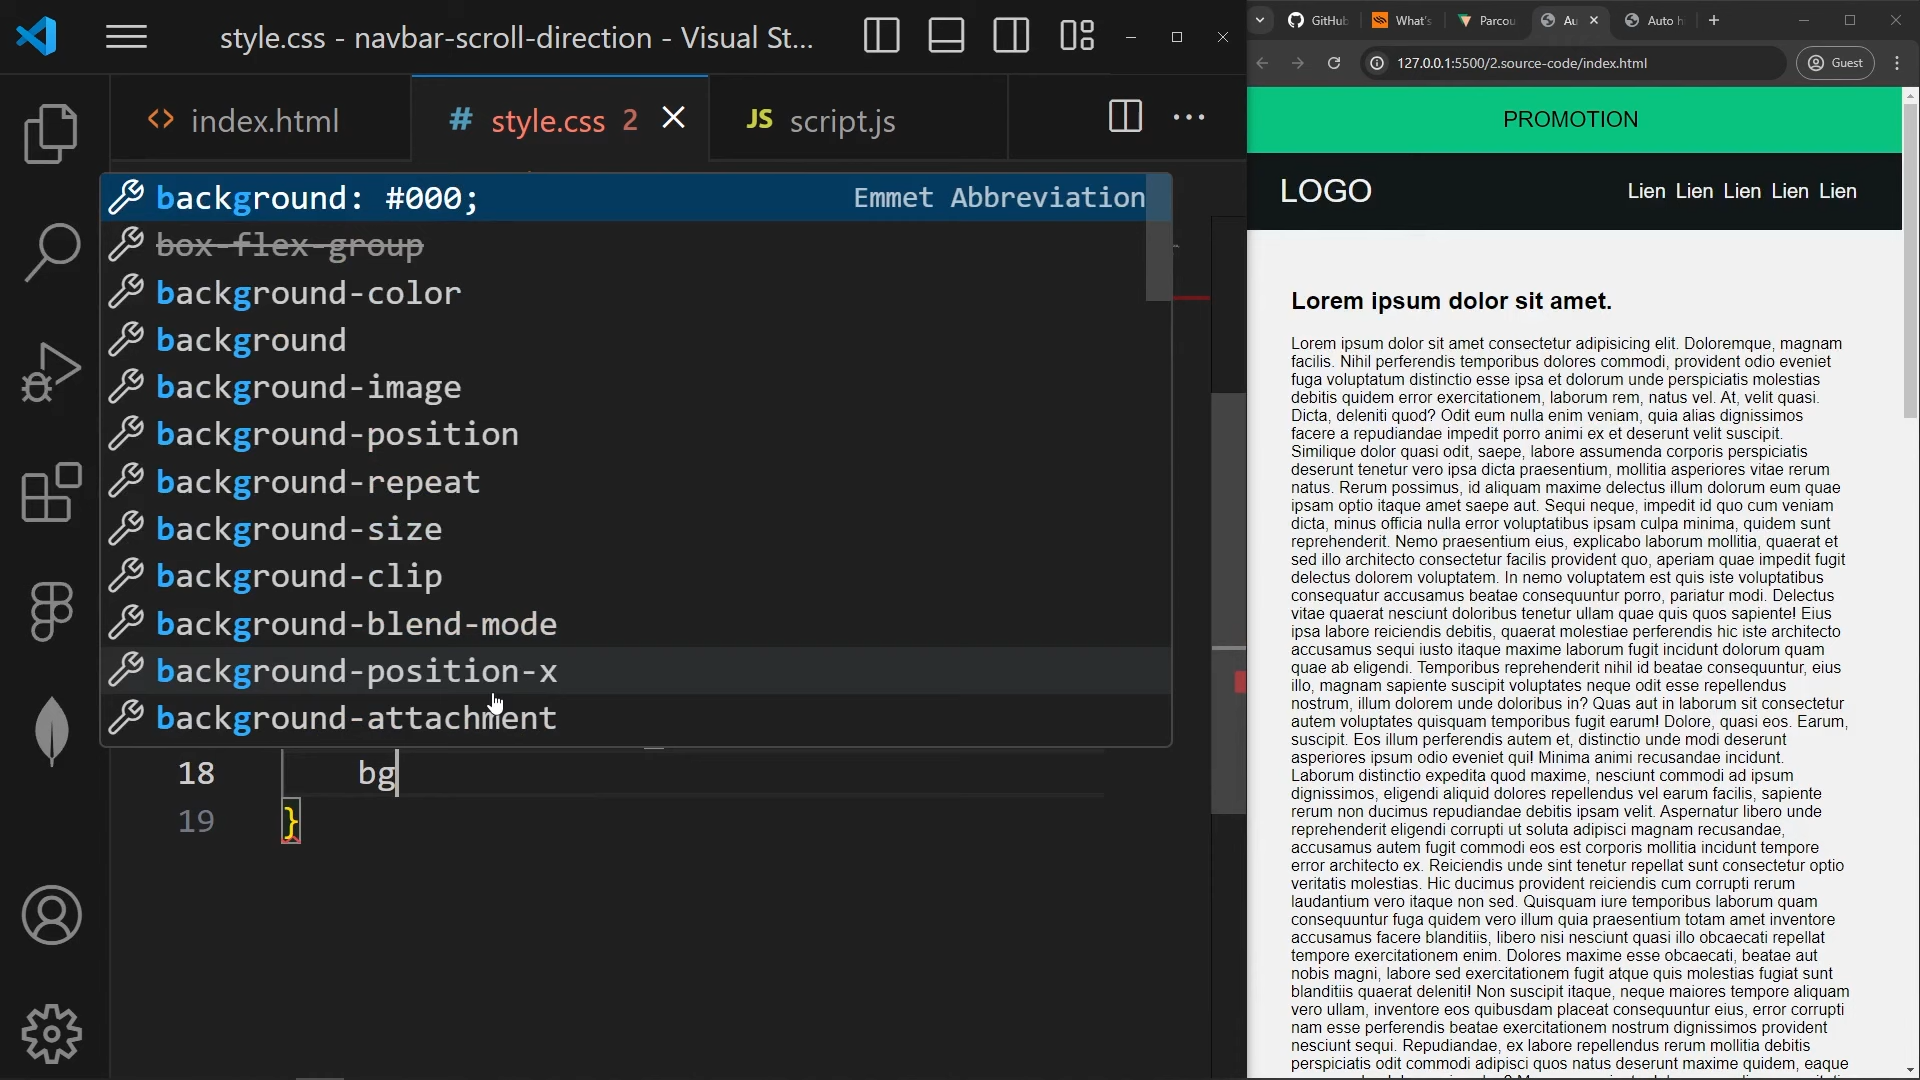 style.css - navbar-scroll-direction - Visual St...
<> index.html
# style.css 2
JS script.js
background: #000; Emmet Abbreviation
box-flex-group
background-color
background
background-image
background-position
background-repeat
background-size
background-clip
background-blend-mode
background-position-x
background-attachment
18 bg
19 }
GitHub What's Parcou Au Auto h
127.0.0.1:5500/2.source-code/index.html Guest
PROMOTION
LOGO Lien Lien Lien Lien Lien
Lorem ipsum dolor sit amet.
Lorem ipsum dolor sit amet consectetur adipisicing elit. Doloremque, magnam
facilis. Nihil perferendis temporibus dolores commodi, provident odio eveniet
fuga voluptatum distinctio esse ipsa et dolorum unde perspiciatis molestias
debitis quidem error exercitationem, laborum rem, natus vel. At, velit quasi.
Dicta, deleniti quod? Odit eum nulla enim veniam, quia alias dignissimos
facere a repudiandae impedit porro animi ex et deserunt velit suscipit.
Similique dolor quasi odit, saepe, labore assumenda corporis perspiciatis
deserunt tenetur vero ipsa dicta praesentium, mollitia asperiores vitae rerum
natus. Rerum possimus, id aliquam maxime delectus illum dolorum eum quae
ipsam optio itaque amet saepe aut. Sequi neque, impedit id quo cum veniam
dicta, minus officia nulla error voluptatibus ipsam culpa minima, quidem sunt
reprehenderit. Nemo praesentium eius, explicabo laborum mollitia, quaerat et
sed illo architecto consectetur facilis provident quo, aperiam quae impedit fugit
delectus dolorem voluptatem. In nemo voluptatem est quis iste voluptatibus
consequatur accusamus beatae consequuntur porro, pariatur modi. Delectus
vitae quaerat nesciunt doloribus tenetur ullam quae quis quos sapiente! Eius
ipsa labore reiciendis debitis, quaerat molestiae perferendis hic iste architecto
accusamus sequi iusto itaque maxime laborum fugit incidunt dolorum quam
quae ab eligendi. Temporibus reprehenderit nihil id beatae consequuntur, eius
illo, magnam sapiente suscipit voluptates neque odit esse repellendus
nostrum, illum dolorem unde doloribus in? Quas aut in laborum sit consectetur
autem voluptates quisquam temporibus fugit earum! Dolore, quasi eos. Earum,
suscipit. Eos illum perferendis autem et, distinctio unde modi deserunt
asperiores ipsum odio eveniet qui! Minima animi recusandae incidunt.
Laborum distinctio expedita quod maxime, nesciunt commodi ad ipsum
dignissimos, eligendi aliquid dolores repellendus vel earum facilis, sapiente
rerum non ducimus repudiandae debitis ipsam velit. Aspernatur libero unde
reprehenderit eligendi corrupti ut soluta adipisci magnam recusandae,
accusamus autem fugit commodi eos est corporis mollitia incidunt tempore
error architecto ex. Reiciendis unde sint tenetur repellat sunt consectetur optio
veritatis molestias. Hic ducimus provident reiciendis cum corrupti rerum
laudantium vero itaque non sed. Quisquam iure temporibus laborum quam
consequuntur fuga quidem vero illum quia praesentium totam amet inventore
accusamus facere blanditiis, libero nisi nesciunt quasi illo obcaecati repellat
tempore exercitationem enim. Dolores maxime esse obcaecati, beatae aut
nobis magni, labore sed exercitationem fugit atque quis molestias fugiat sunt
blanditiis quaerat deleniti! Non suscipit itaque, neque maiores tempore aliquam
vero ullam, inventore eos quibusdam placeat consequuntur eius, error corrupti
nam esse perferendis beatae exercitationem nostrum dignissimos provident
nesciunt sequi. Repudiandae, ex labore repellendus rerum mollitia debitis
perspiciatis odit commodi adipisci quos natus deserunt maxime quidem, eaque